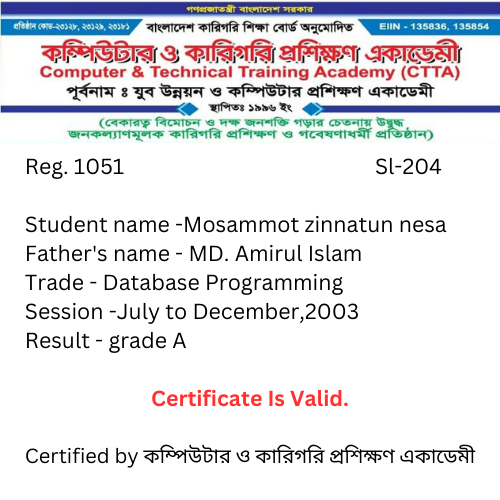 গণপ্রজাতন্ত্রী বাংলাদেশ সরকার
প্রতিষ্ঠান কোড-২৩১২৮, ২৩১২৯, ২৩১৮১ বাংলাদেশ কারিগরি শিক্ষা বোর্ড অনুমোদিত EIIN - 135836, 135854
কম্পিউটার ও কারিগরি প্রশিক্ষণ একাডেমী
Computer & Technical Training Academy (CTTA)
পূর্বনাম ঃ যুব উন্নয়ন ও কম্পিউটার প্রশিক্ষণ একাডেমী
স্থাপিতঃ ১৯৯৬ ইং
(বেকারত্ব বিমোচন ও দক্ষ জনশক্তি গড়ার চেতনায় উদ্বুদ্ধ
জনকল্যাণমূলক কারিগরি প্রশিক্ষণ ও গবেষণাধর্মী প্রতিষ্ঠান)
Reg. 1051 Sl-204
Student name -Mosammot zinnatun nesa
Father's name - MD. Amirul Islam
Trade - Database Programming
Session -July to December,2003
Result - grade A
Certificate Is Valid.
Certified by কম্পিউটার ও কারিগরি প্রশিক্ষণ একাডেমী